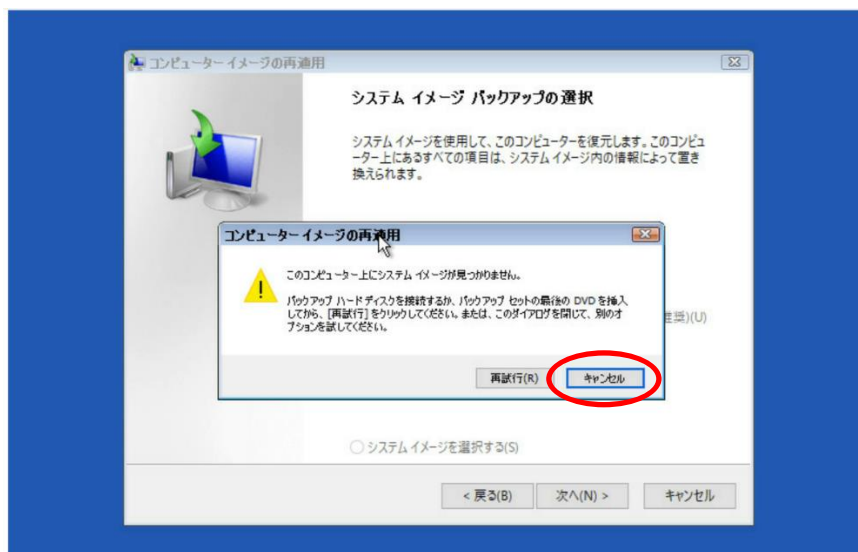 コンピューター イメージの再適用
システム イメージ バックアップの選択
システム イメージを使用して、このコンピューターを復元します。このコンピュ
ーター上にあるすべての項目は、システム イメージ内の情報によって置き
換えられます。
コンピューター イメージの再適用
このコンピューター上にシステム イメージが見つかりません。
バックアップ ハード ディスクを接続するか、バックアップ セットの最後の DVD を挿入
してから、[再試行] をクリックしてください。または、このダイアログを閉じて、別のオ
プションを試してください。
推奨)(U)
再試行(R) キャンセル
システム イメージを選択する(S)
< 戻る(B) 次へ(N) > キャンセル